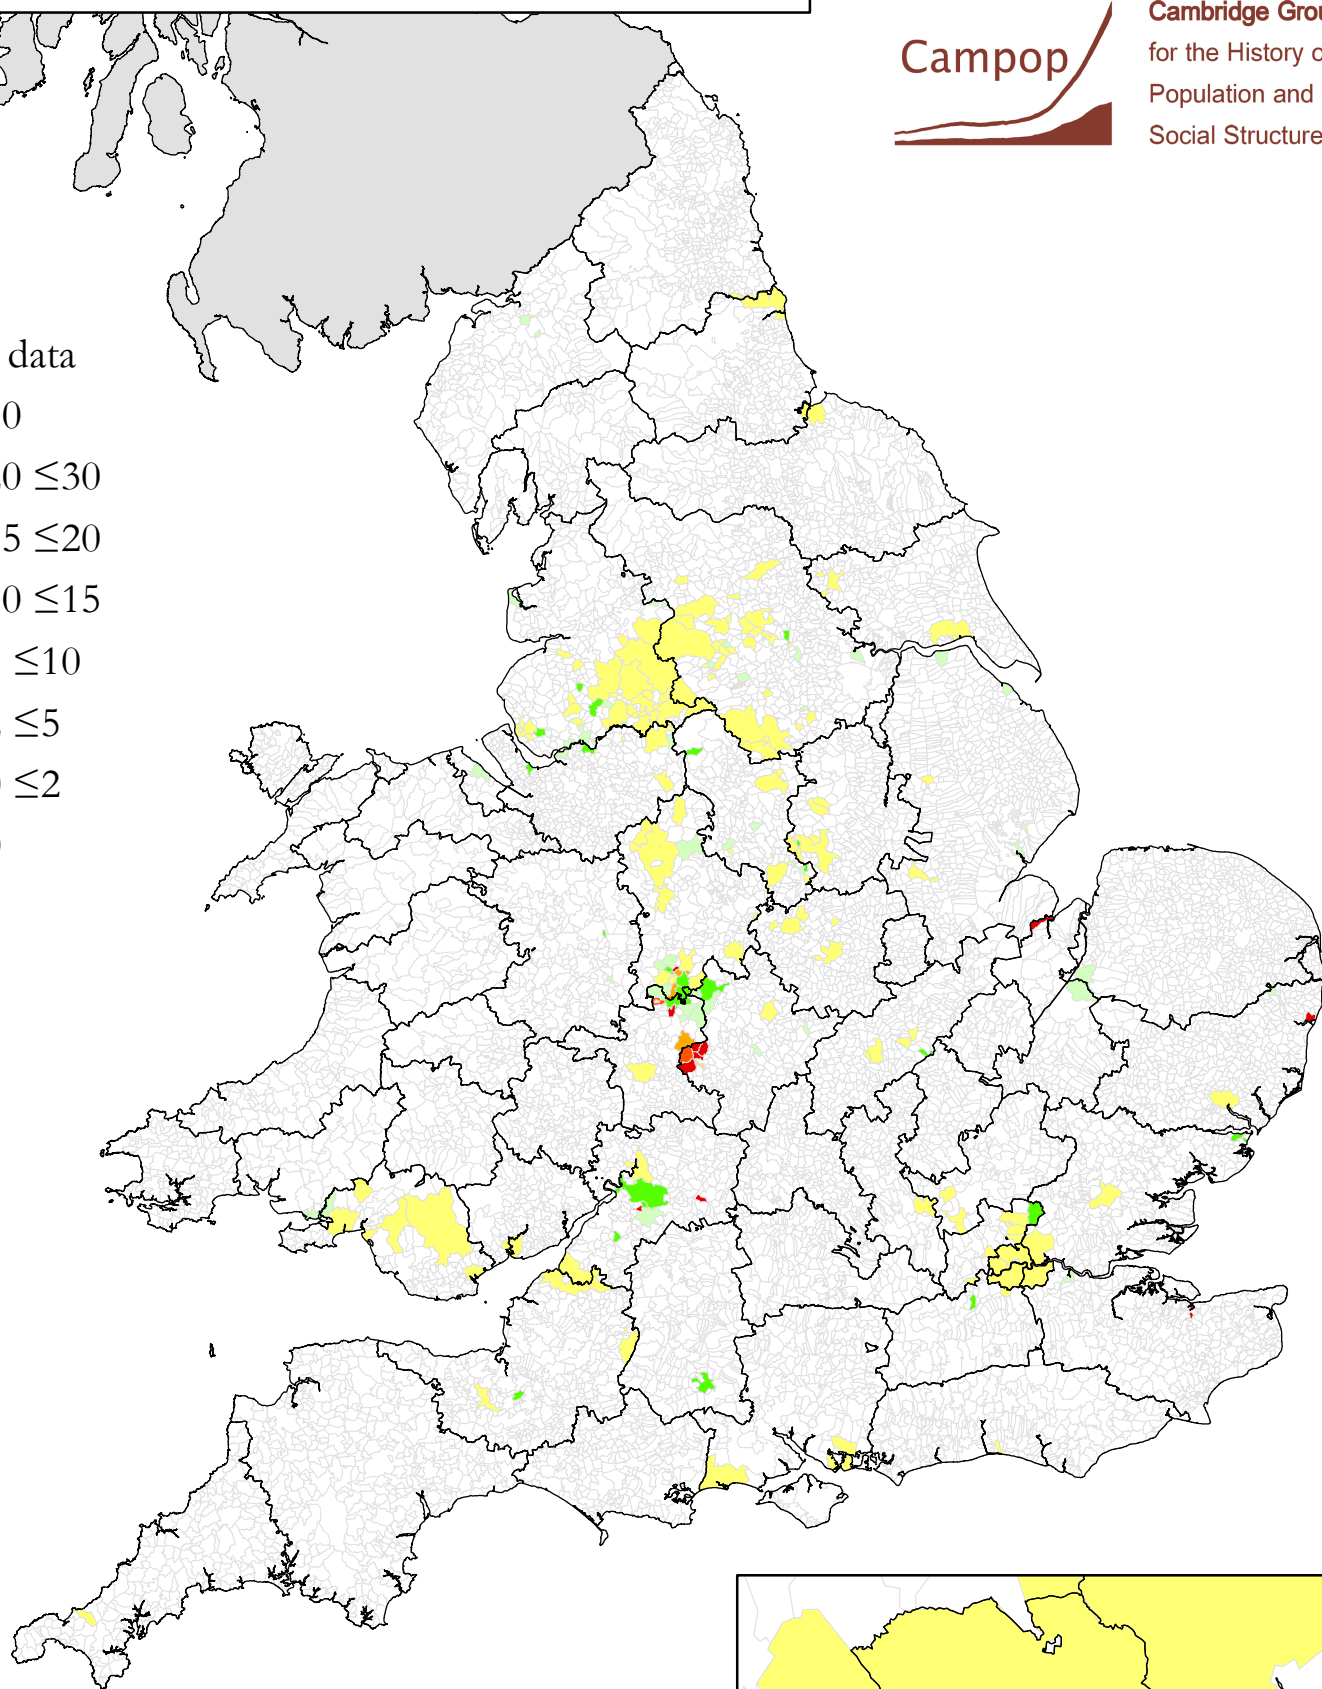 Campop
Cambridge Grou
for the History o
Population and
Social Structure
data
0
0 ≤30
5 ≤20
0 ≤15
≤10
≤5
≤2